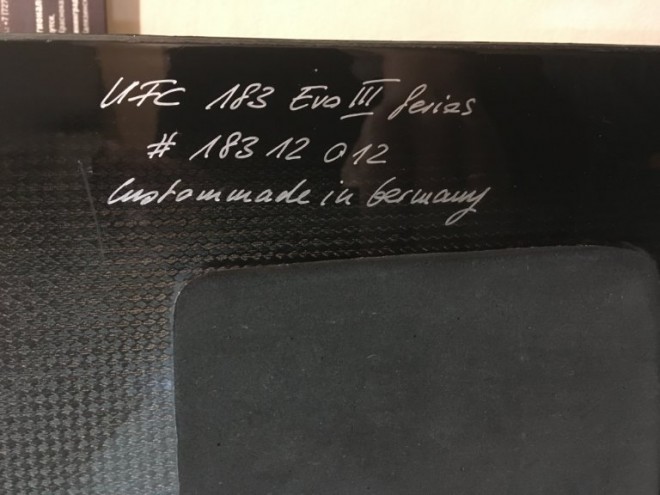 UFC 183 Evo III Series
# 183 12 012
Custommade in Germany